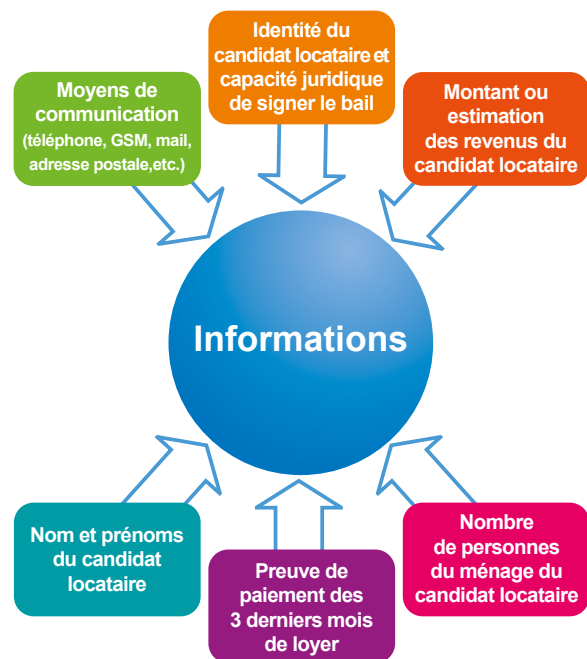 Identité du
candidat locataire et
capacité juridique
de signer le bail
Moyens de
communication
(téléphone, GSM, mail,
adresse postale,etc.)
Montant ou
estimation
des revenus du
candidat locataire
Informations
Nom et prénoms
du candidat
locataire
Preuve de
paiement des
3 derniers mois
de loyer
Nombre
de personnes
du ménage du
candidat locataire